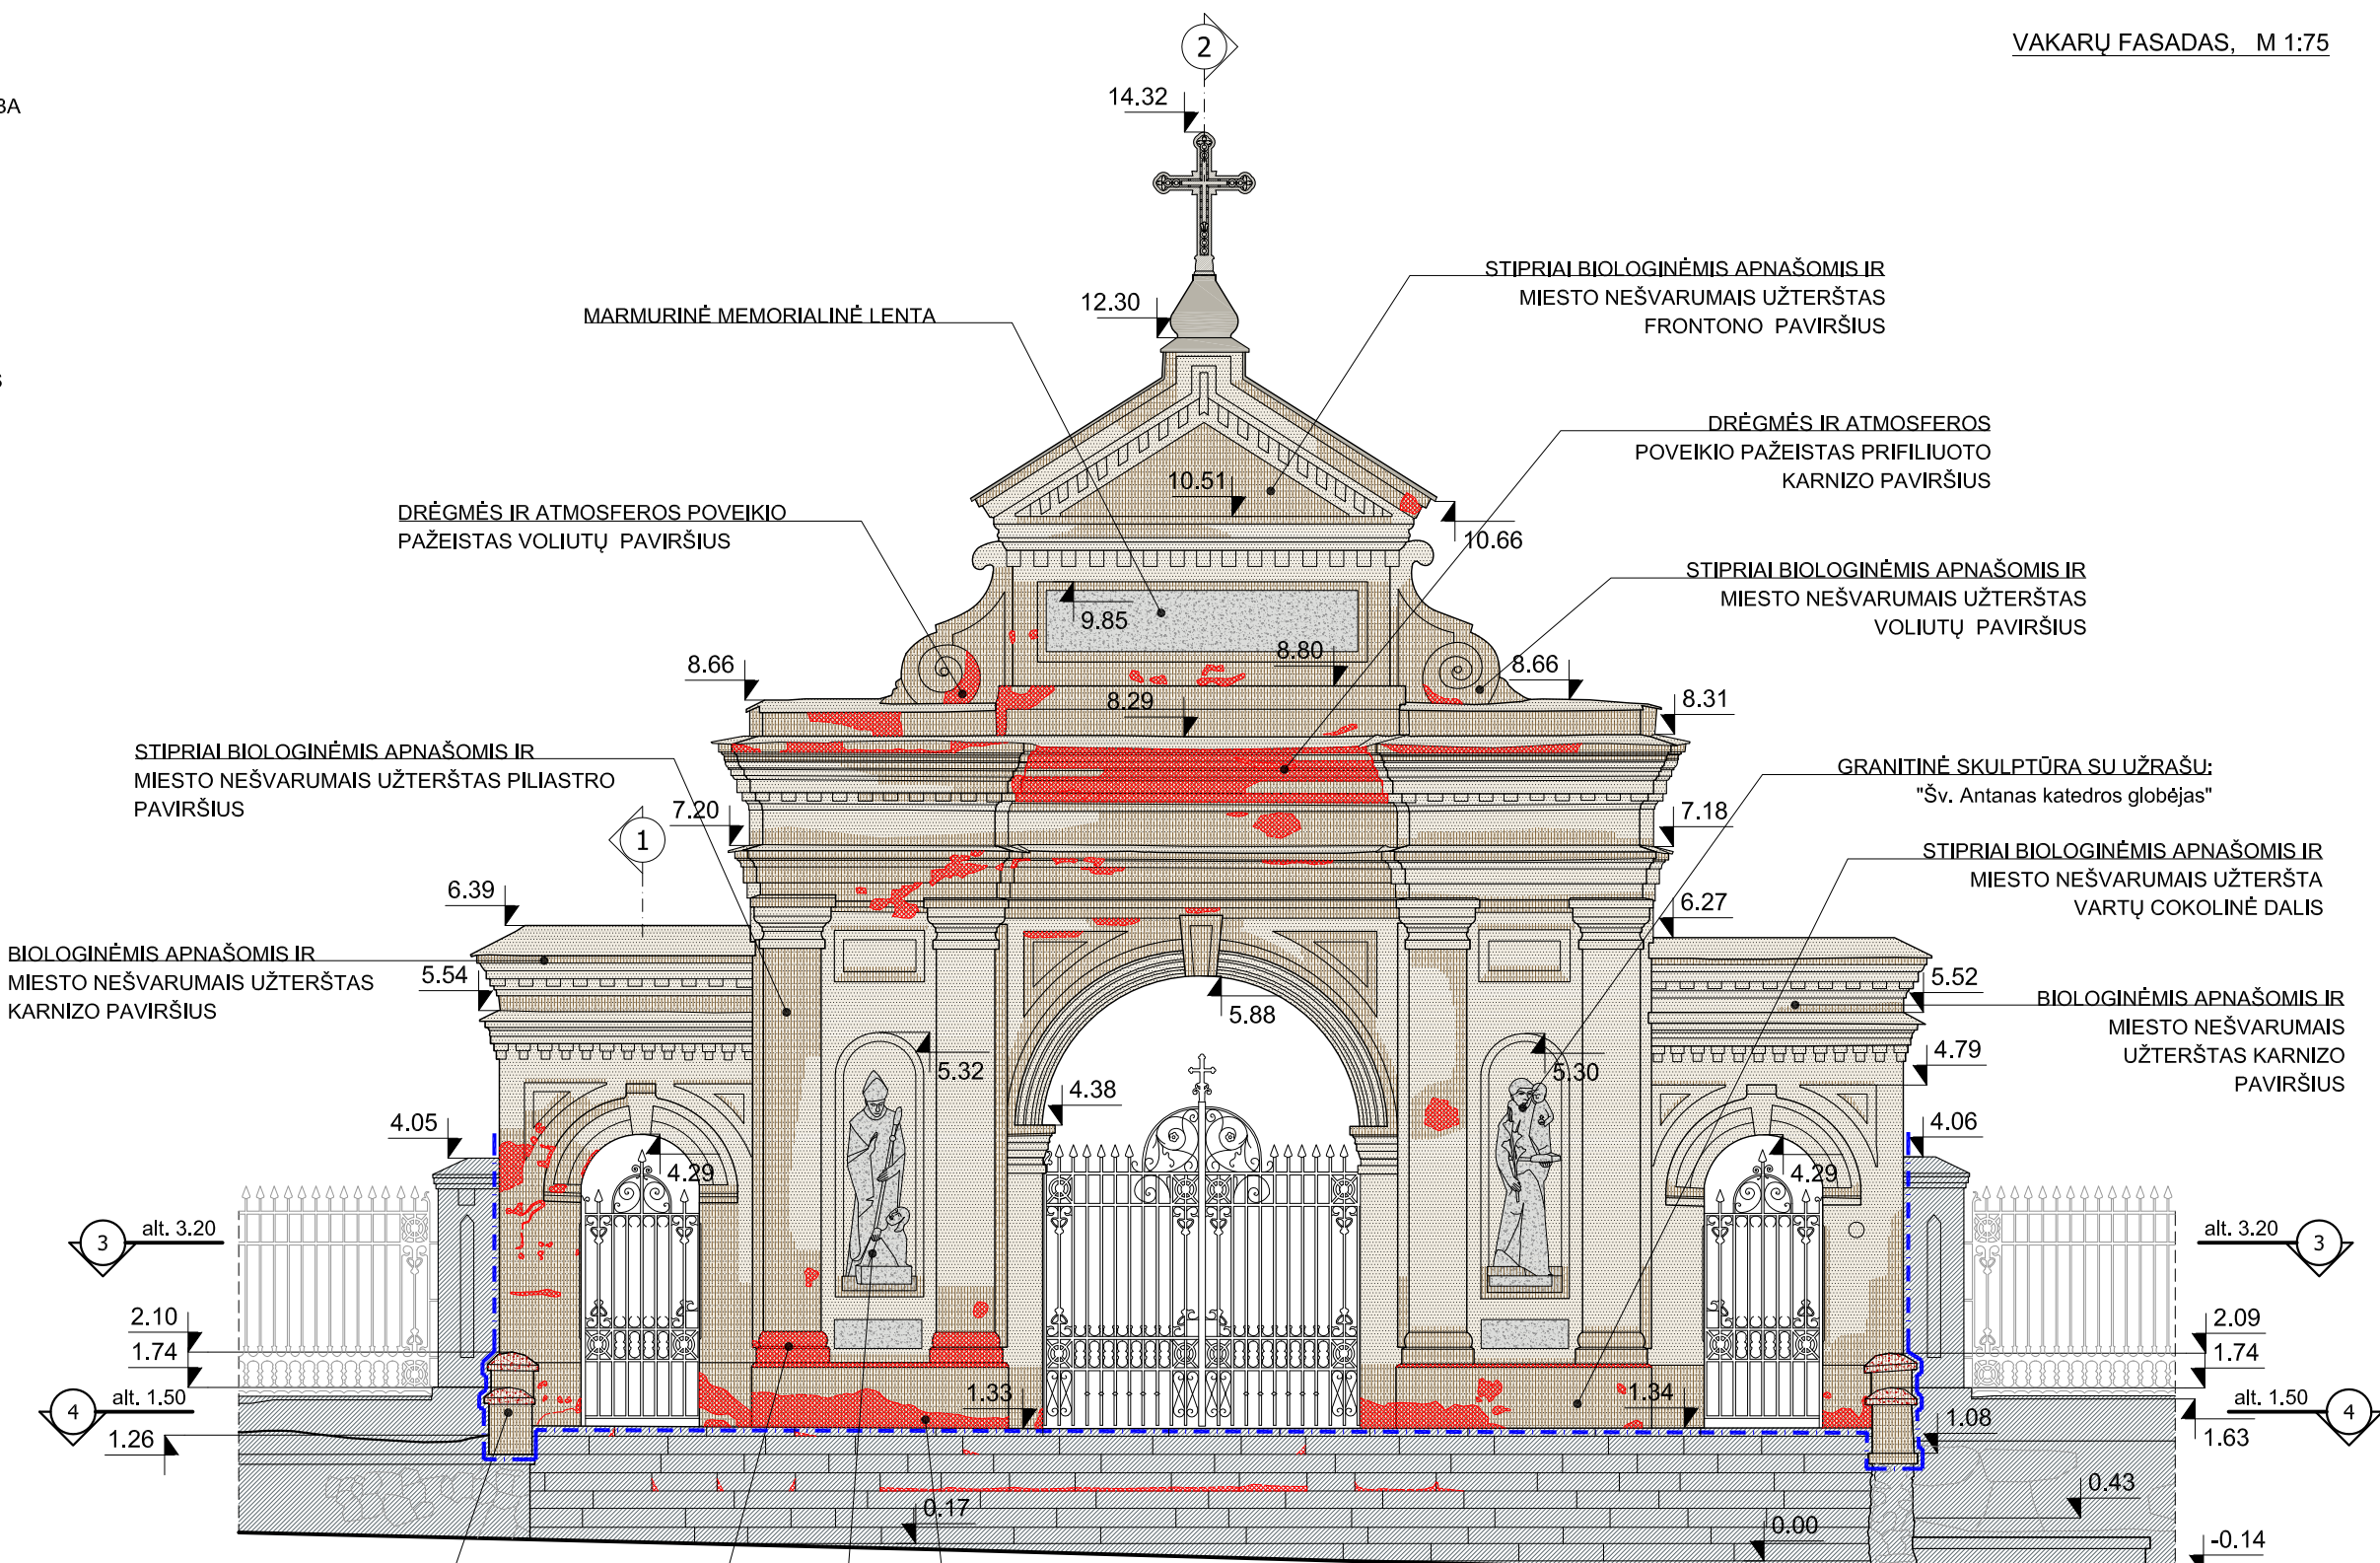 VAKARŲ FASADAS, M 1:75
2
14.32
12.30
STIPRIAI BIOLOGINĖMIS APNAŠOMIS IR
MIESTO NEŠVARUMAIS UŽTERŠTAS
FRONTONO PAVIRŠIUS
MARMURINĖ MEMORIALINĖ LENTA
DRĖGMĖS IR ATMOSFEROS
POVEIKIO PAŽEISTAS PRIFILIUOTO
KARNIZO PAVIRŠIUS
10.51
10.66
DRĖGMĖS IR ATMOSFEROS POVEIKIO
PAŽEISTAS VOLIUTŲ PAVIRŠIUS
STIPRIAI BIOLOGINĖMIS APNAŠOMIS IR
MIESTO NEŠVARUMAIS UŽTERŠTAS
VOLIUTŲ PAVIRŠIUS
9.85
8.80
8.66
8.66
8.29
8.31
STIPRIAI BIOLOGINĖMIS APNAŠOMIS IR
MIESTO NEŠVARUMAIS UŽTERŠTAS PILIASTRO
PAVIRŠIUS
GRANITINĖ SKULPTŪRA SU UŽRAŠU:
"Šv. Antanas katedros globėjas"
7.20
7.18
1
STIPRIAI BIOLOGINĖMIS APNAŠOMIS IR
MIESTO NEŠVARUMAIS UŽTERŠTA
VARTŲ COKOLINĖ DALIS
6.39
6.27
BIOLOGINĖMIS APNAŠOMIS IR
MIESTO NEŠVARUMAIS UŽTERŠTAS
KARNIZO PAVIRŠIUS
5.54
5.52
BIOLOGINĖMIS APNAŠOMIS IR
MIESTO NEŠVARUMAIS
UŽTERŠTAS KARNIZO
PAVIRŠIUS
5.88
5.32
5.30
4.79
4.38
4.05
4.06
4.29
4.29
3
alt. 3.20
alt. 3.20
3
2.10
2.09
1.74
1.74
4
alt. 1.50
1.33
1.34
alt. 1.50
4
1.26
1.08
1.63
0.43
0.17
0.00
-0.14